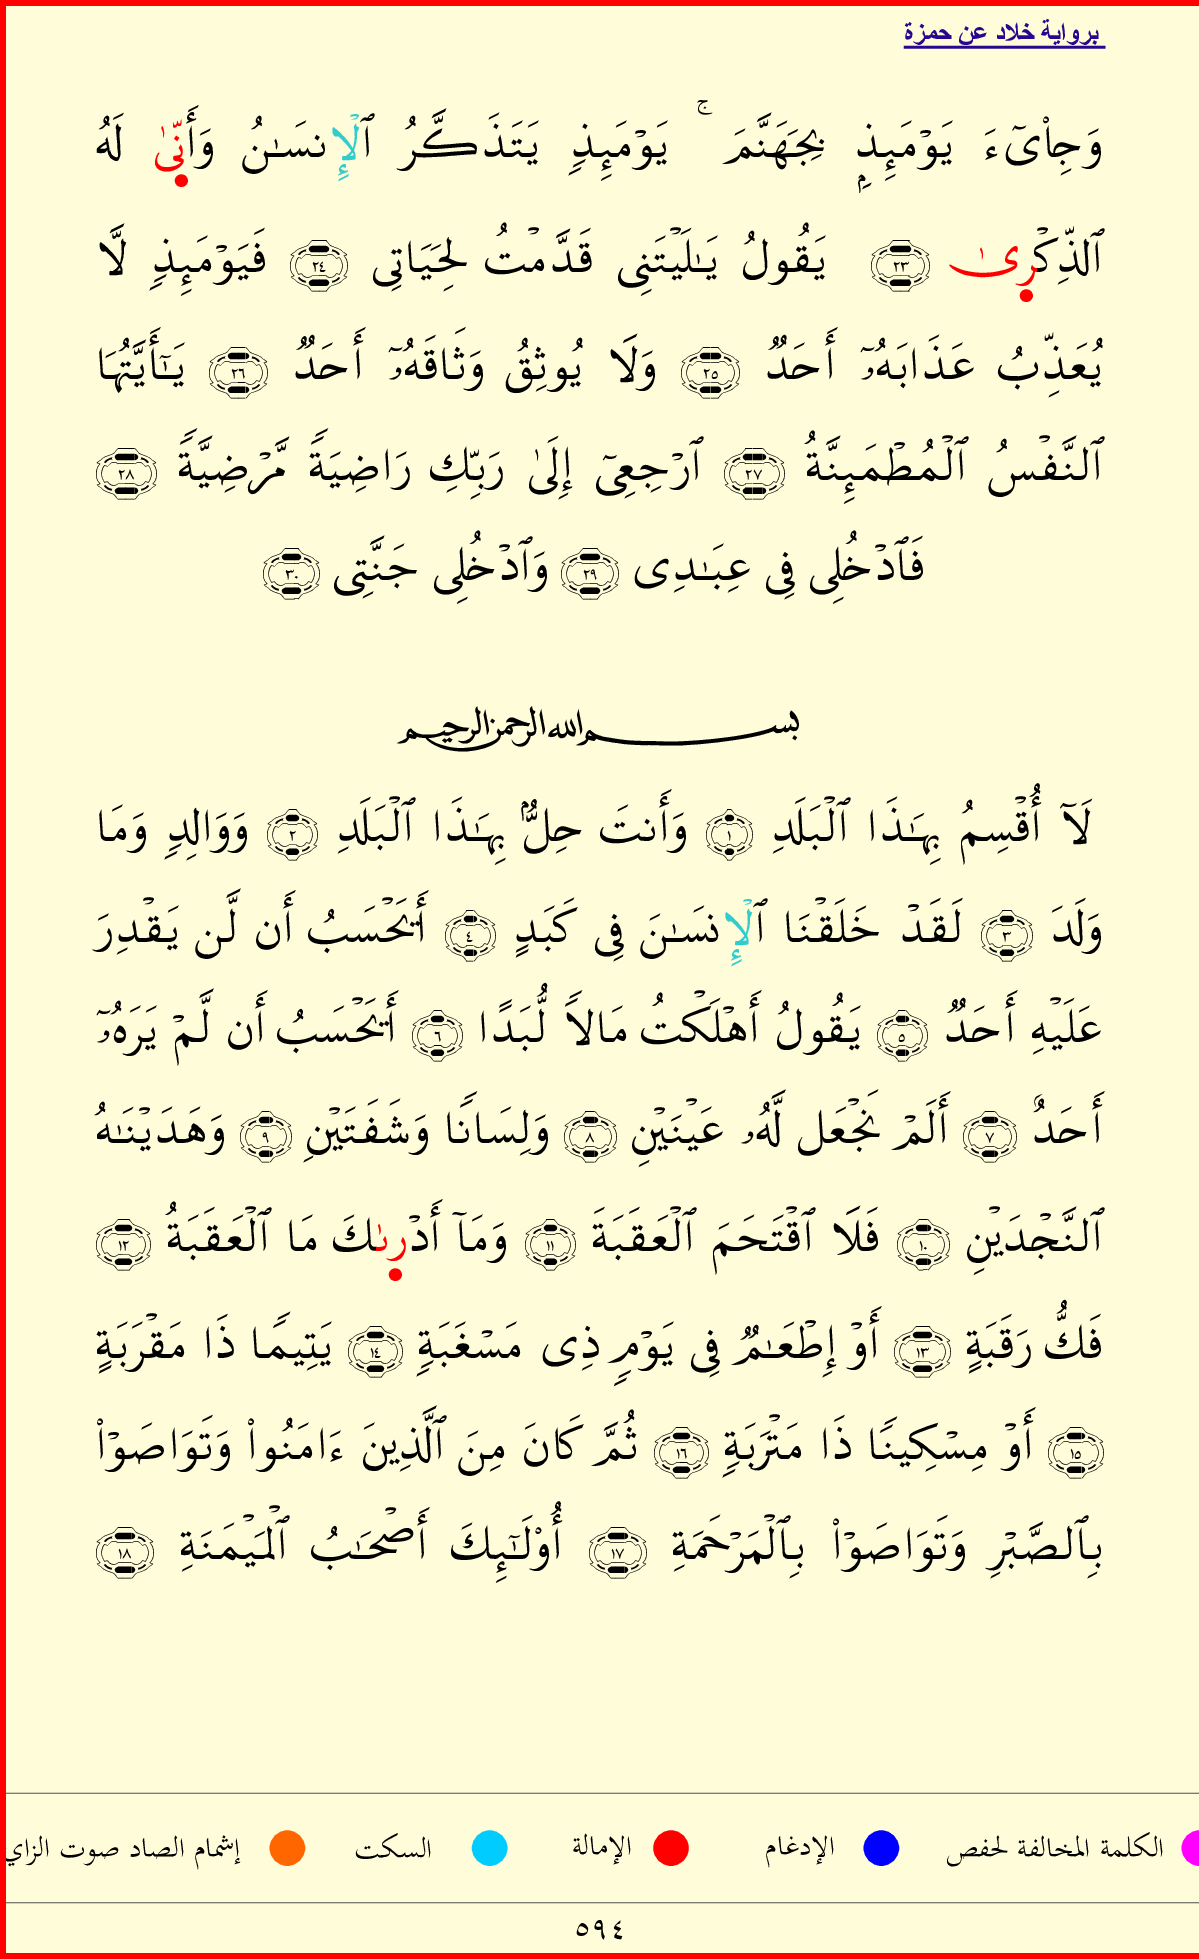 برواية خلاد عن حمزة
وَجِا۟ىٓءَ يَوْمَئِذٍۭ بِجَهَنَّمَ ۚ يَوْمَئِذٍ يَتَذَكَّرُ ٱلْإِنسَـٰنُ وَأَنّىٰ لَهُ
ٱلذِّكْرىٰ ٢٣ يَقُولُ يَـٰلَيْتَنِى قَدَّمْتُ لِحَيَاتِى ٢٤ فَيَوْمَئِذٍ لَّا
يُعَذِّبُ عَذَابَهُۥٓ أَحَدٌ ٢٥ وَلَا يُوثِقُ وَثَاقَهُۥٓ أَحَدٌ ٢٦ يَـٰٓأَيَّتُهَا
ٱلنَّفْسُ ٱلْمُطْمَئِنَّةُ ٢٧ ٱرْجِعِىٓ إِلَىٰ رَبِّكِ رَاضِيَةً مَّرْضِيَّةً ٢٨
فَٱدْخُلِى فِى عِبَـٰدِى ٢٩ وَٱدْخُلِى جَنَّتِى ٣٠
بسم الله الرحمن الرحيم
لَآ أُقْسِمُ بِهَـٰذَا ٱلْبَلَدِ ١ وَأَنتَ حِلٌّۢ بِهَـٰذَا ٱلْبَلَدِ ٢ وَوَالِدٍ وَمَا
وَلَدَ ٣ لَقَدْ خَلَقْنَا ٱلْإِنسَـٰنَ فِى كَبَدٍ ٤ أَيَحْسَبُ أَن لَّن يَقْدِرَ
عَلَيْهِ أَحَدٌ ٥ يَقُولُ أَهْلَكْتُ مَالًا لُّبَدًا ٦ أَيَحْسَبُ أَن لَّمْ يَرَهُۥٓ
أَحَدٌ ٧ أَلَمْ نَجْعَل لَّهُۥ عَيْنَيْنِ ٨ وَلِسَانًا وَشَفَتَيْنِ ٩ وَهَدَيْنَـٰهُ
ٱلنَّجْدَيْنِ ١٠ فَلَا ٱقْتَحَمَ ٱلْعَقَبَةَ ١١ وَمَآ أَدْرىٰكَ مَا ٱلْعَقَبَةُ ١٢
فَكُّ رَقَبَةٍ ١٣ أَوْ إِطْعَـٰمٌ فِى يَوْمٍ ذِى مَسْغَبَةٍ ١٤ يَتِيمًا ذَا مَقْرَبَةٍ
١٥ أَوْ مِسْكِينًا ذَا مَتْرَبَةٍ ١٦ ثُمَّ كَانَ مِنَ ٱلَّذِينَ ءَامَنُوا۟ وَتَوَاصَوْا۟
بِٱلصَّبْرِ وَتَوَاصَوْا۟ بِٱلْمَرْحَمَةِ ١٧ أُو۟لَـٰٓئِكَ أَصْحَـٰبُ ٱلْمَيْمَنَةِ ١٨
الكلمة المخالفة لحفص الإدغام الإمالة السكت إشمام الصاد صوت الزاي
٥٩٤